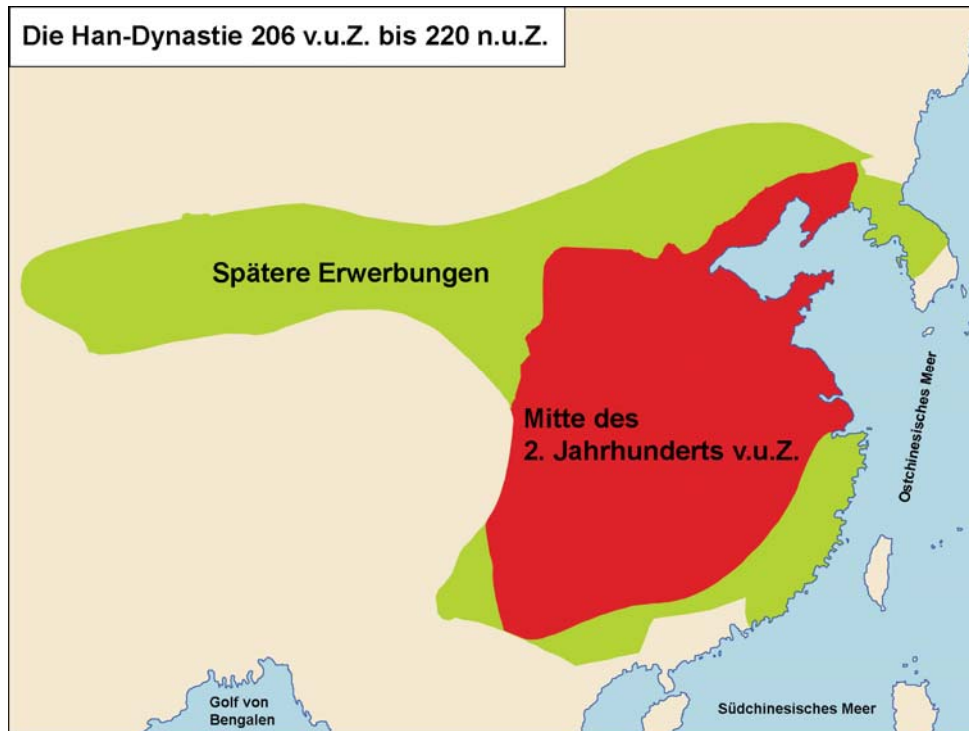 Die Han-Dynastie 206 v.u.Z. bis 220 n.u.Z.
Spätere Erwerbungen
Mitte des
2. Jahrhunderts v.u.Z.
Ostchinesisches Meer
Golf von
Bengalen
Südchinesisches Meer